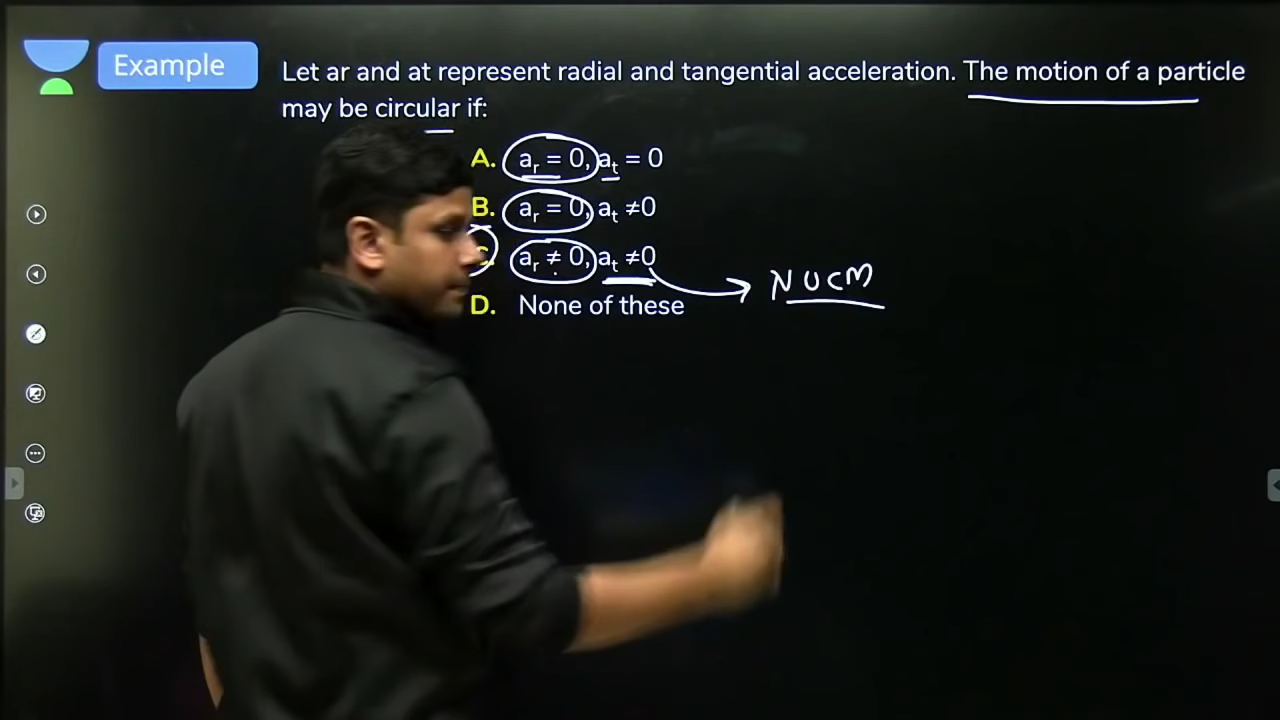 Example
Let ar and at represent radial and tangential acceleration. The motion of a particle
may be circular if:
A. aᵣ = 0, aₜ = 0
B. aᵣ = 0, aₜ ≠0
C. aᵣ ≠ 0, aₜ ≠0
NUCM
D. None of these